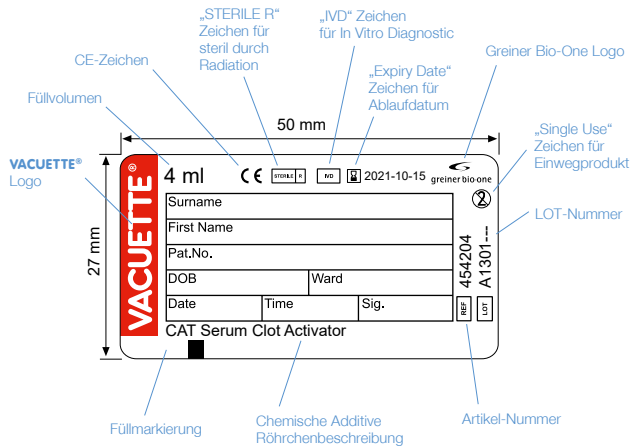 „STERILE R“
Zeichen für
steril durch
Radiation
„IVD“ Zeichen
für In Vitro Diagnostic
CE-Zeichen
„Expiry Date“
Zeichen für
Ablaufdatum
Greiner Bio-One Logo
Füllvolumen
50 mm
„Single Use“
Zeichen für
Einwegprodukt
VACUETTE®
Logo
27 mm
VACUETTE®
4 ml
CE
STERILE R
IVD
2021-10-15
greiner bio-one
2
Surname
First Name
Pat.No.
DOB Ward
Date Time Sig.
REF 454204
LOT A1301---
LOT-Nummer
CAT Serum Clot Activator
Füllmarkierung
Chemische Additive
Röhrchenbeschreibung
Artikel-Nummer